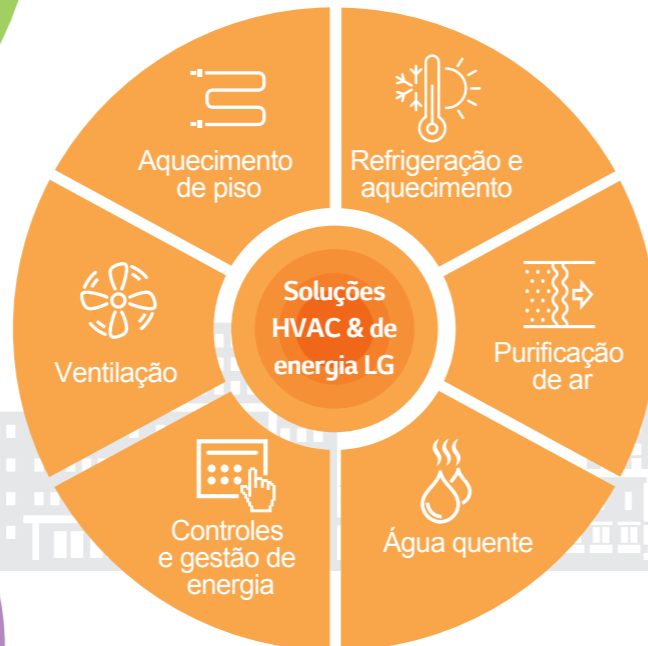 Aquecimento
de piso
Refrigeração e
aquecimento
Ventilação
Soluções
HVAC & de
energia LG
Purificação
de ar
Controles
e gestão de
energia
Água quente